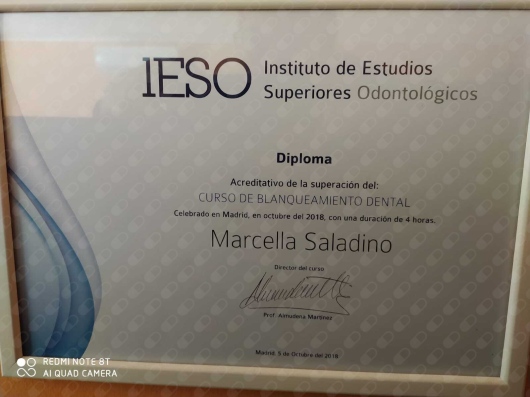 IESO Instituto de Estudios
Superiores Odontológicos
Diploma
Acreditativo de la superación del:
CURSO DE BLANQUEAMIENTO DENTAL
Celebrado en Madrid, en octubre del 2018, con una duración de 4 horas.
Marcella Saladino
Director del curso
Prof. Almudena Martínez
Madrid, 5 de Octubre del 2018
REDMI NOTE 8T
AI QUAD CAMERA